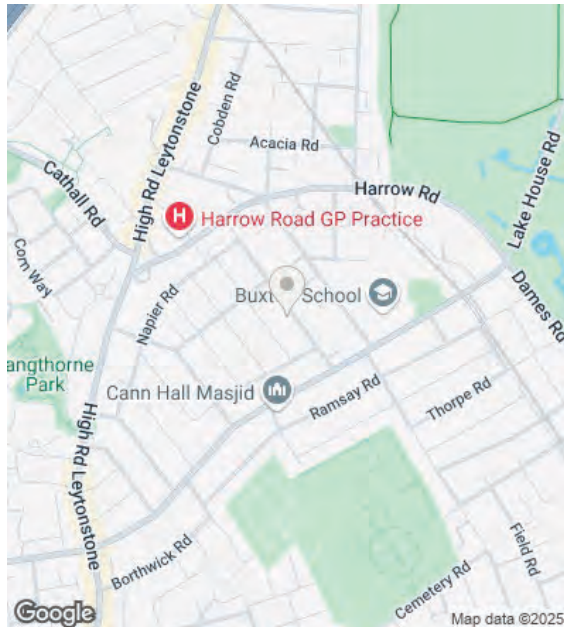 High Rd Leytonstone
Cobden Rd
Acacia Rd
Cathall Rd
Harrow Rd
Lake House Rd
Harrow Road GP Practice
Corn Way
Napier Rd
Buxt School
Dames Rd
angthorne
Park
Cann Hall Masjid
Ramsay Rd
Thorpe Rd
High Rd Leytonstone
Borthwick Rd
Field Rd
Cemetery Rd
Google
Map data ©2025